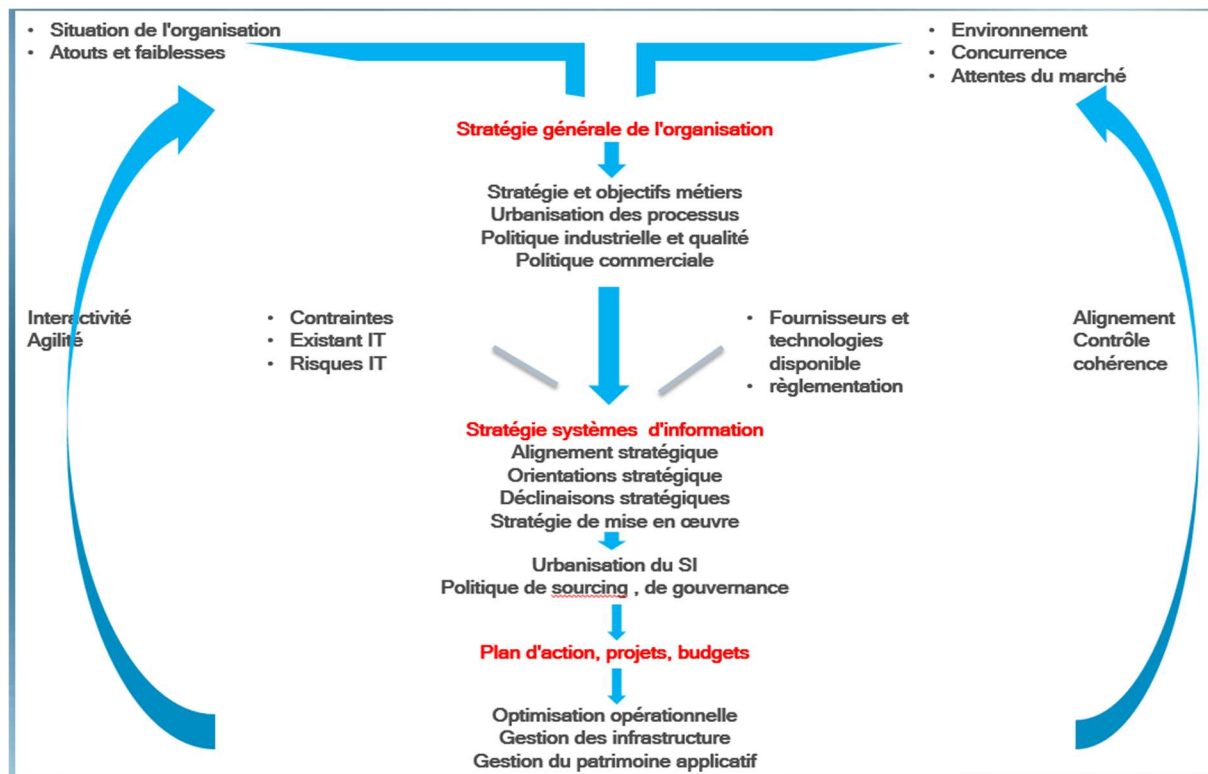 • Situation de l'organisation
• Atouts et faiblesses
• Environnement
• Concurrence
• Attentes du marché
Stratégie générale de l'organisation
Stratégie et objectifs métiers
Urbanisation des processus
Politique industrielle et qualité
Politique commerciale
Interactivité
Agilité
• Contraintes
• Existant IT
• Risques IT
• Fournisseurs et
technologies
disponible
• règlementation
Alignement
Contrôle
cohérence
Stratégie systèmes d'information
Alignement stratégique
Orientations stratégique
Déclinaisons stratégiques
Stratégie de mise en œuvre
Urbanisation du SI
Politique de sourcing , de gouvernance
Plan d'action, projets, budgets
Optimisation opérationnelle
Gestion des infrastructure
Gestion du patrimoine applicatif